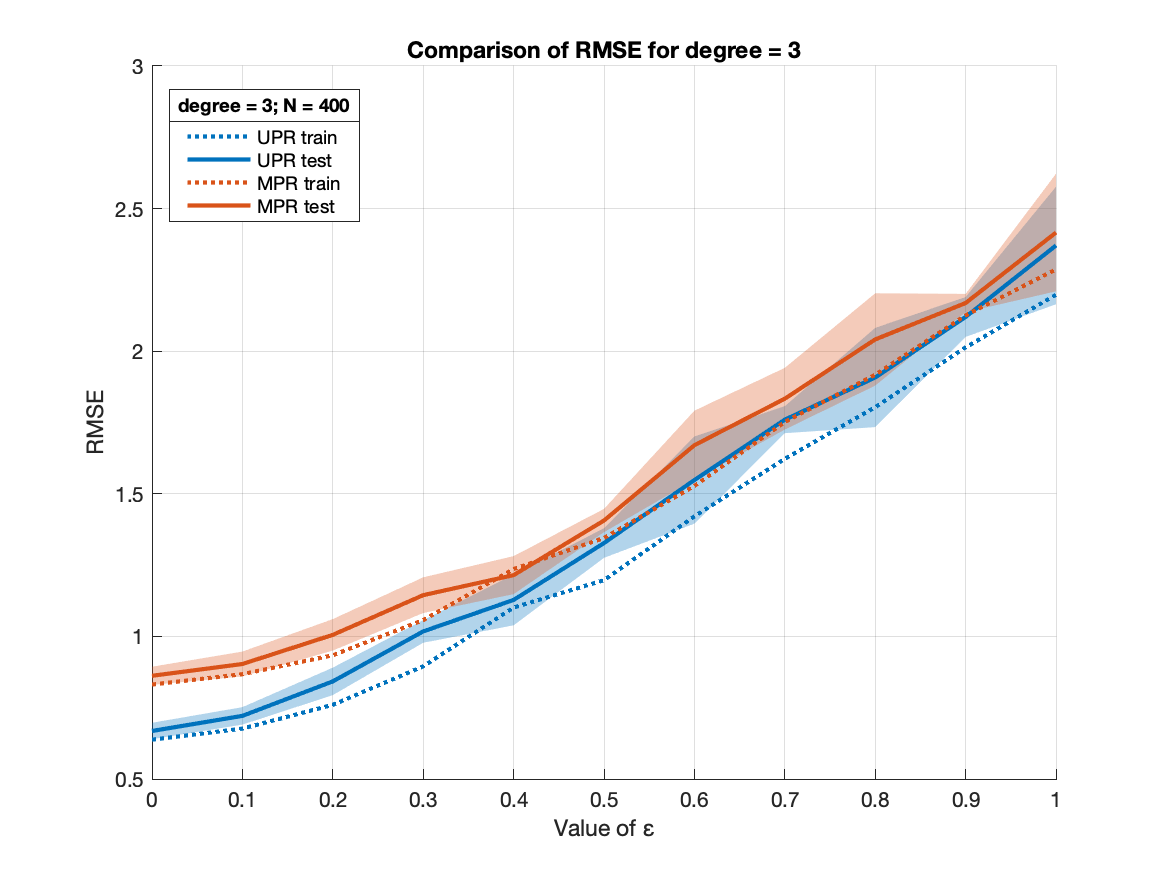 Comparison of RMSE for degree = 3
3
2.5
2
1.5
1
0.5
RMSE
degree = 3; N = 400
UPR train
UPR test
MPR train
MPR test
0 0.1 0.2 0.3 0.4 0.5 0.6 0.7 0.8 0.9 1
Value of ε